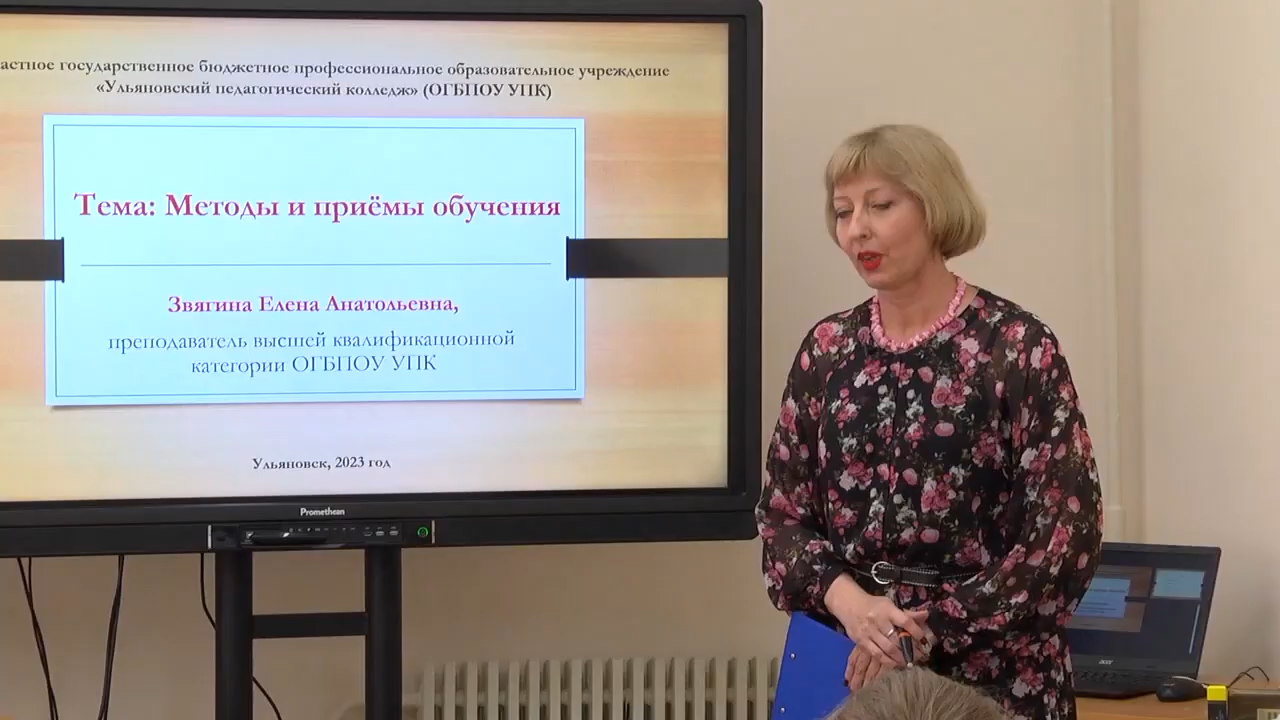 государственное бюджетное профессиональное образовательное учреждение
«Ульяновский педагогический колледж» (ОГБПОУ УПК)
Тема: Методы и приёмы обучения
Звягина Елена Анатольевна,
преподаватель высшей квалификационной
категории ОГБПОУ УПК
Ульяновск, 2023 год
Promethean
acer